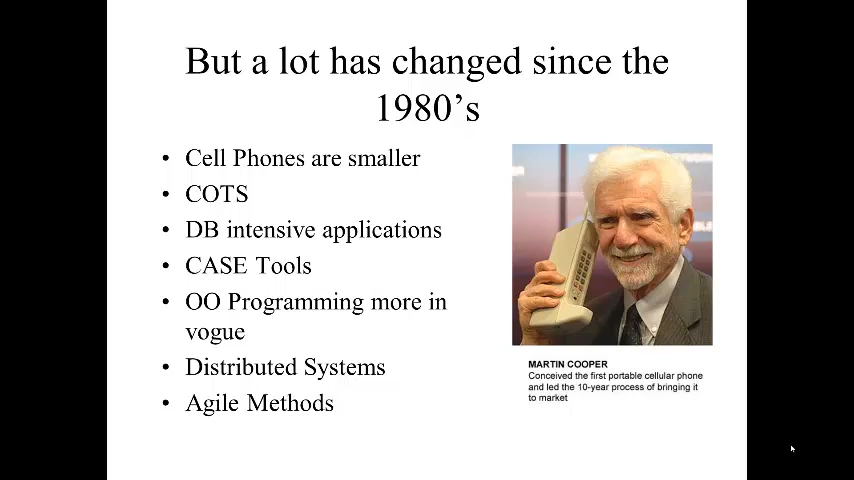 But a lot has changed since the
1980's
• Cell Phones are smaller
• COTS
• DB intensive applications
• CASE Tools
• OO Programming more in
vogue
• Distributed Systems
• Agile Methods
MARTIN COOPER
Conceived the first portable cellular phone
and led the 10-year process of bringing it
to market